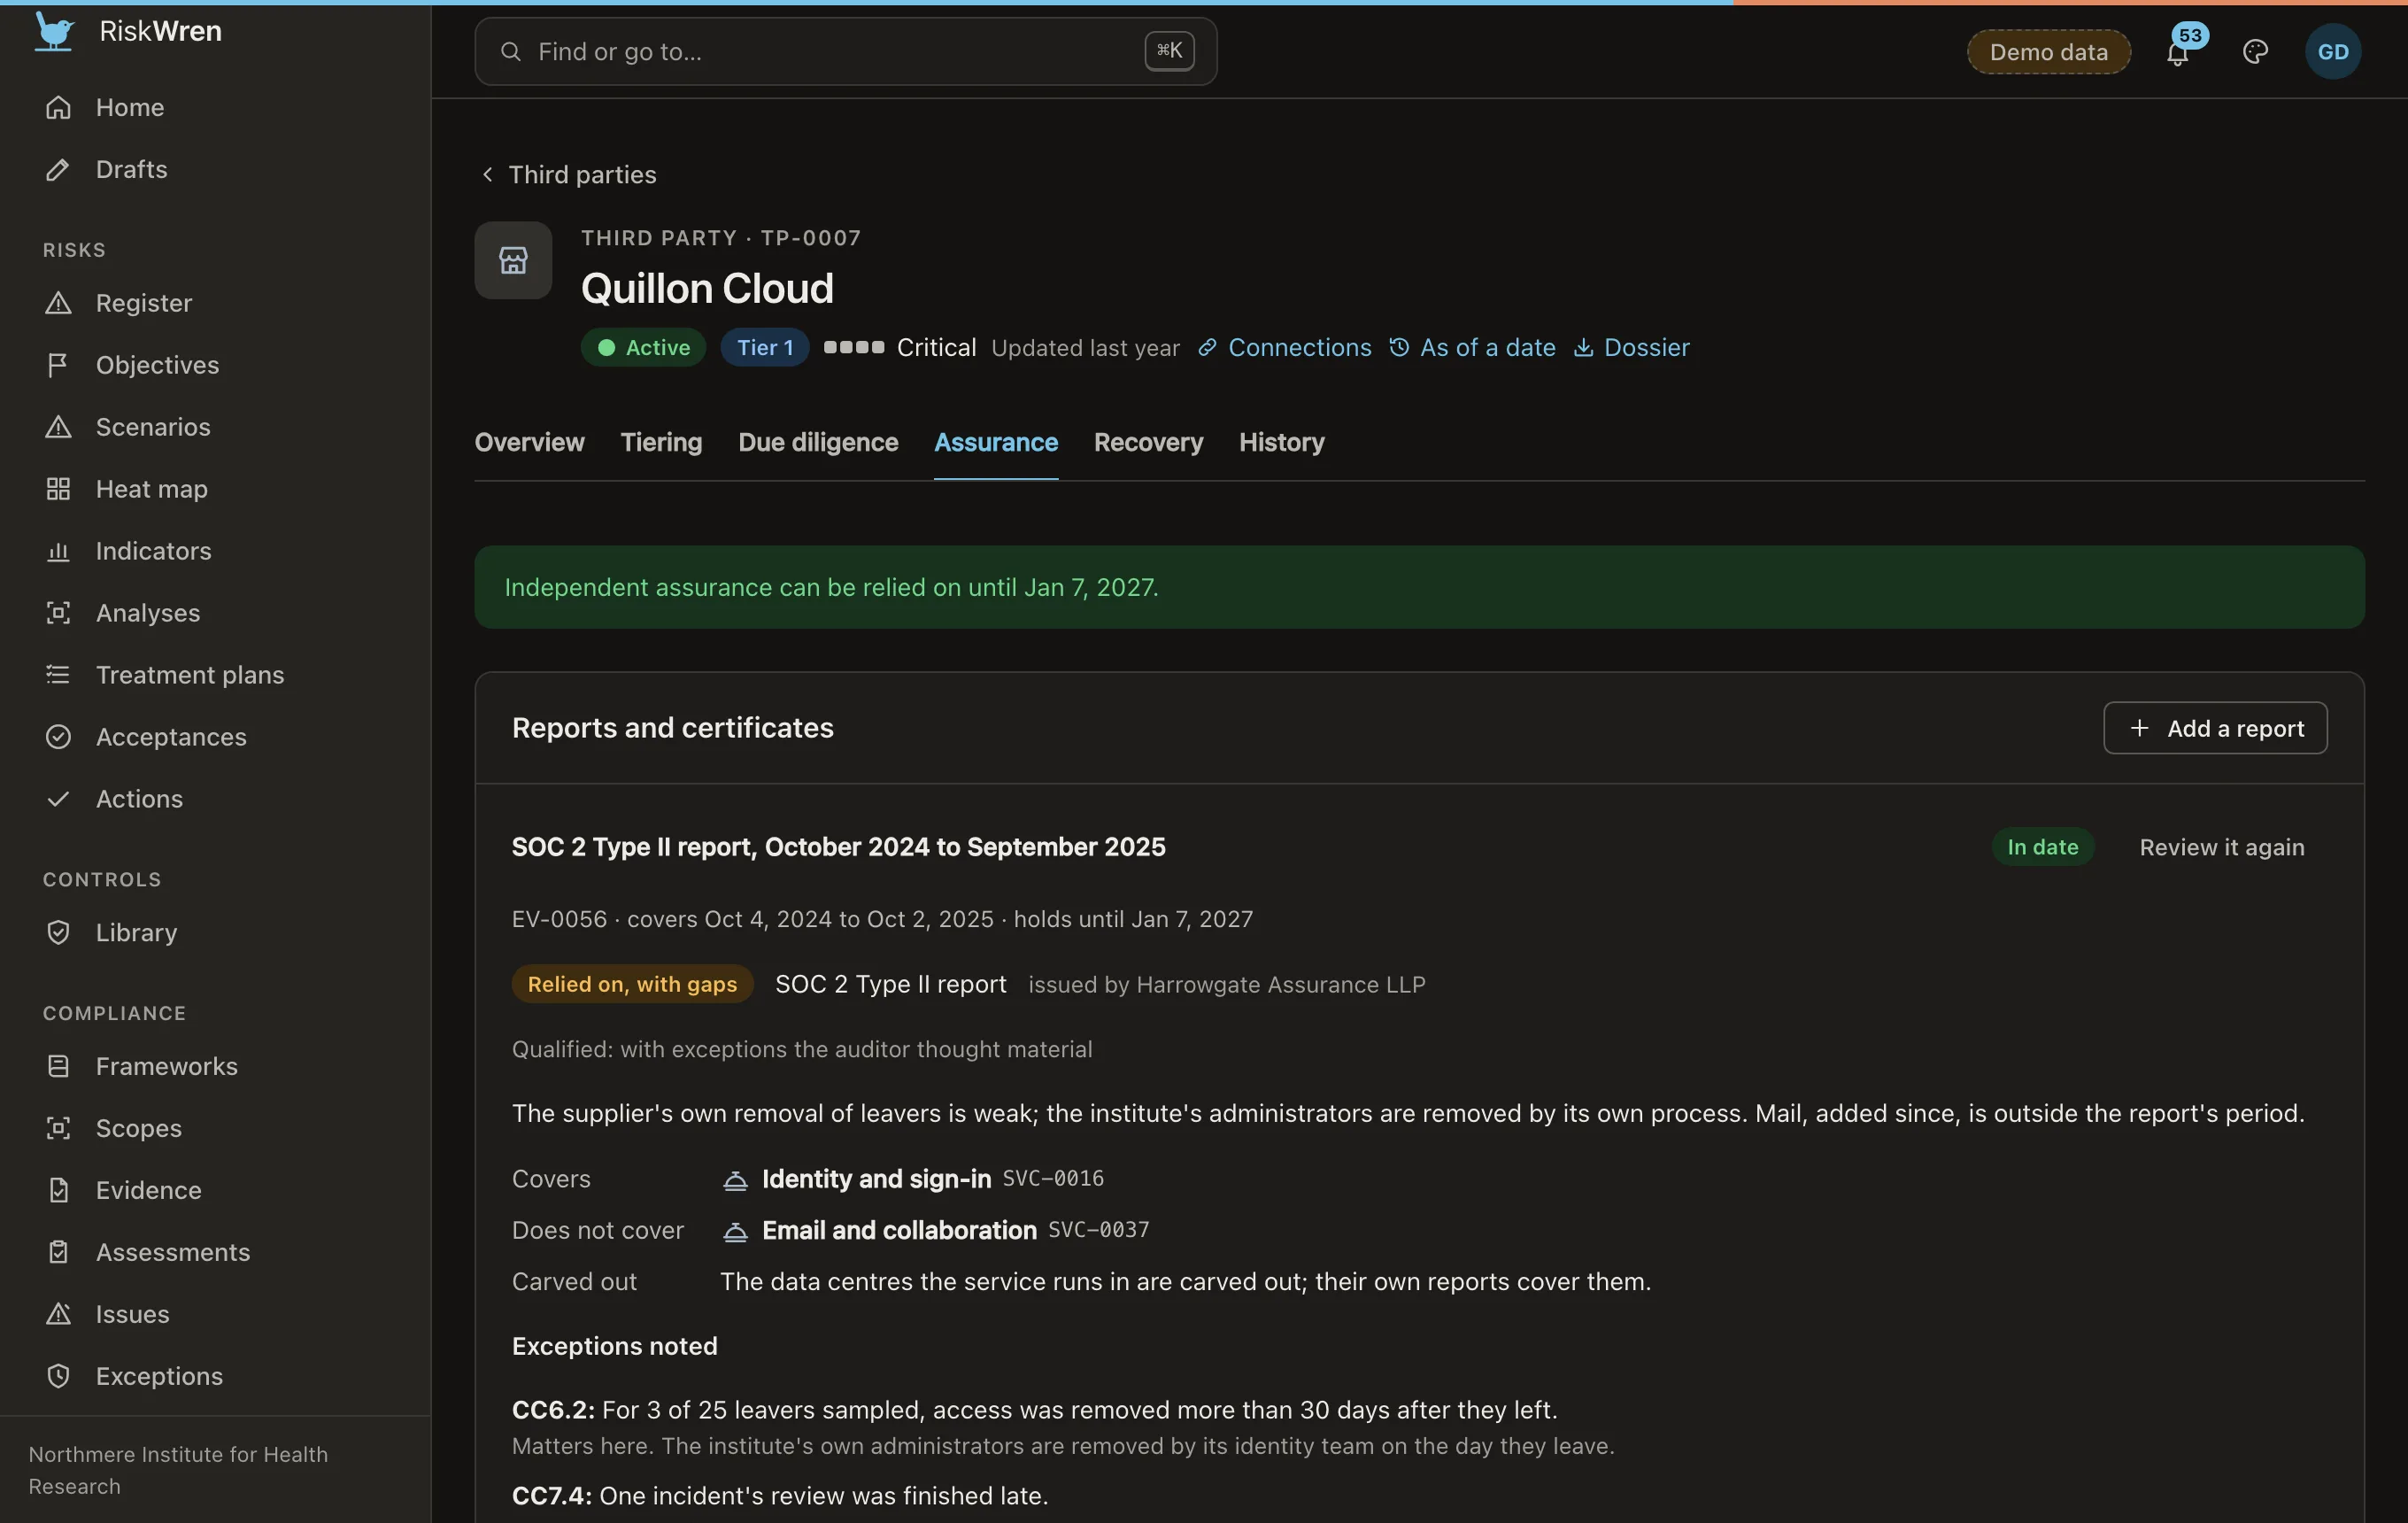 RiskWren
Find or go to...
⌘K
Demo data
53
GD
Home
Drafts
RISKS
Register
Objectives
Scenarios
Heat map
Indicators
Analyses
Treatment plans
Acceptances
Actions
CONTROLS
Library
COMPLIANCE
Frameworks
Scopes
Evidence
Assessments
Issues
Exceptions
Northmere Institute for Health
Research
Third parties
THIRD PARTY · TP-0007
Quillon Cloud
Active
Tier 1
Critical
Updated last year
Connections
As of a date
Dossier
Overview
Tiering
Due diligence
Assurance
Recovery
History
Independent assurance can be relied on until Jan 7, 2027.
Reports and certificates
Add a report
SOC 2 Type II report, October 2024 to September 2025
In date
Review it again
EV-0056 · covers Oct 4, 2024 to Oct 2, 2025 · holds until Jan 7, 2027
Relied on, with gaps
SOC 2 Type II report
issued by Harrowgate Assurance LLP
Qualified: with exceptions the auditor thought material
The supplier's own removal of leavers is weak; the institute's administrators are removed by its own process. Mail, added since, is outside the report's period.
Covers
Identity and sign-in SVC-0016
Does not cover
Email and collaboration SVC-0037
Carved out
The data centres the service runs in are carved out; their own reports cover them.
Exceptions noted
CC6.2: For 3 of 25 leavers sampled, access was removed more than 30 days after they left.
Matters here. The institute's own administrators are removed by its identity team on the day they leave.
CC7.4: One incident's review was finished late.